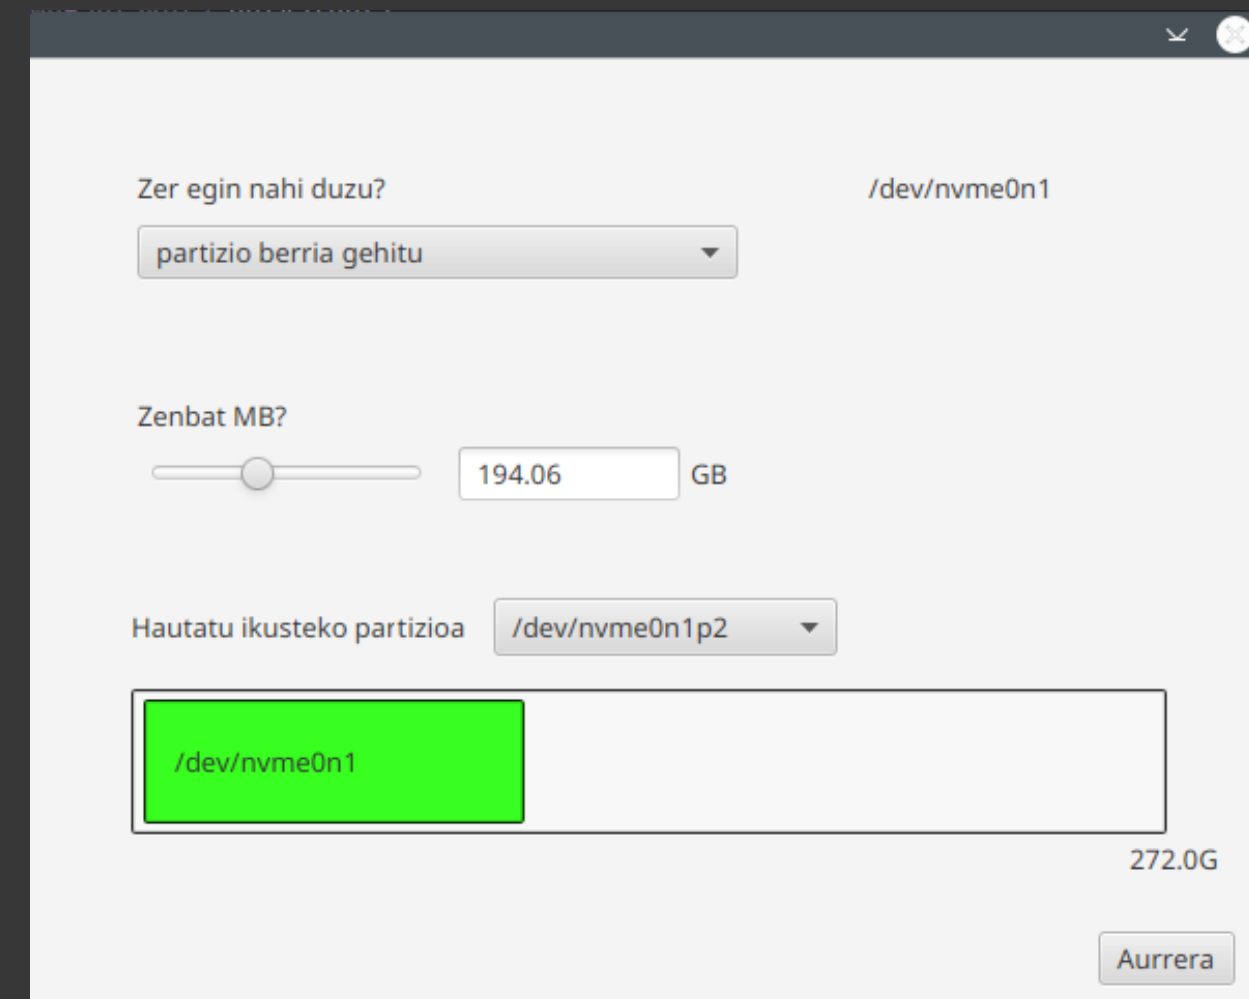 Zer egin nahi duzu?
/dev/nvme0n1
partizio berria gehitu
Zenbat MB?
194.06 GB
Hautatu ikusteko partizioa /dev/nvme0n1p2
/dev/nvme0n1
272.0G
Aurrera